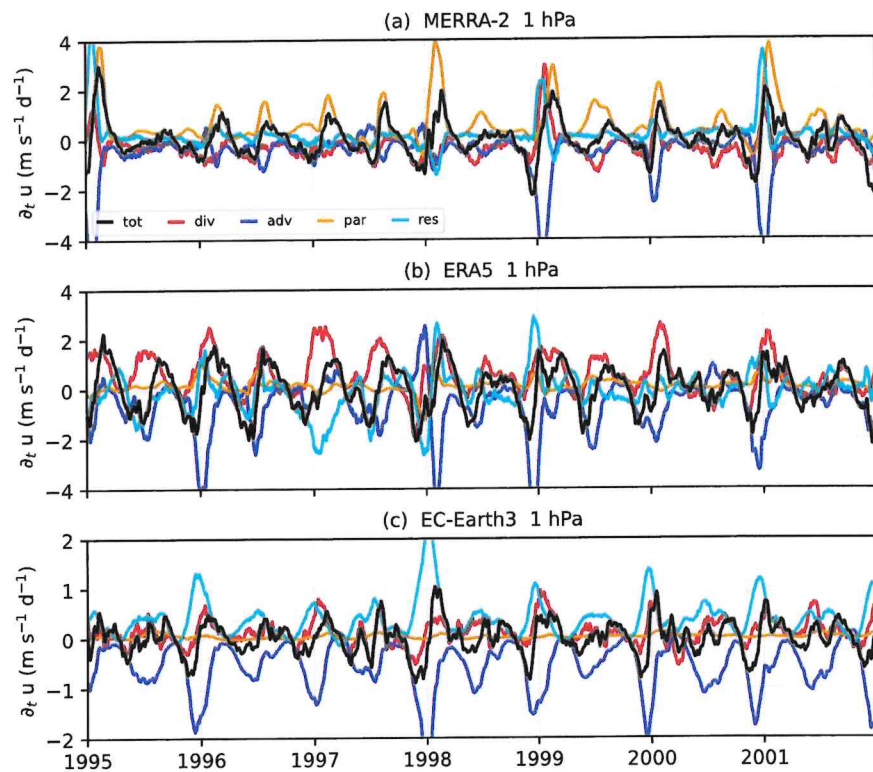 (a) MERRA-2 1 hPa
4
2
0
−2
−4
∂ₜ u (m s⁻¹ d⁻¹)
tot div adv par res
(b) ERA5 1 hPa
4
2
0
−2
−4
∂ₜ u (m s⁻¹ d⁻¹)
(c) EC-Earth3 1 hPa
2
1
0
−1
−2
∂ₜ u (m s⁻¹ d⁻¹)
1995 1996 1997 1998 1999 2000 2001